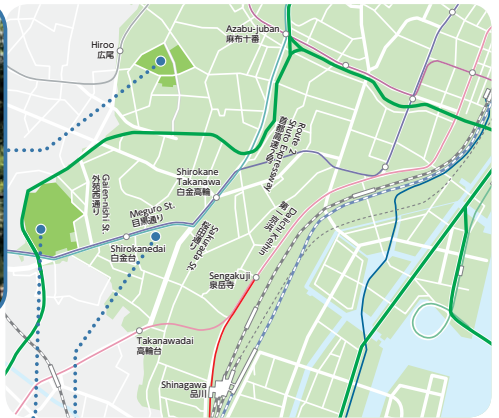 Azabu-juban
麻布十番
Hiroo
広尾
Route 2
Shuto Expressway
首都高速2号
Shirokane
Takanawa
白金高輪
Gaien-nishi St.
外苑西通り
Meguro St.
目黒通り
Sakurada St.
桜田通り
Daiichi Keihin
第一京浜
Shirokanedai
白金台
Sengakuji
泉岳寺
Takanawadai
高輪台
Shinagawa
品川